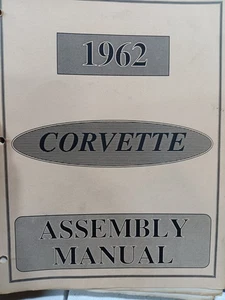 1962
CORVETTE
ASSEMBLY
MANUAL